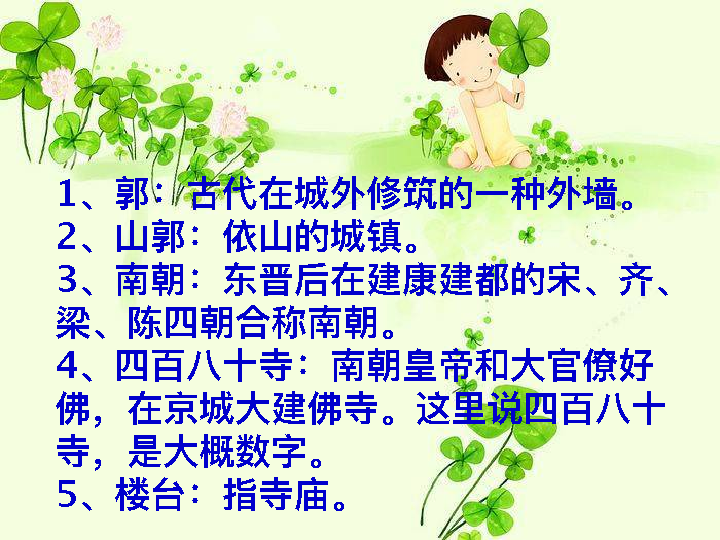 1、郭：古代在城外修筑的一种外墙。
2、山郭：依山的城镇。
3、南朝：东晋后在建康建都的宋、齐、
梁、陈四朝合称南朝。
4、四百八十寺：南朝皇帝和大官僚好
佛，在京城大建佛寺。这里说四百八十
寺，是大概数字。
5、楼台：指寺庙。